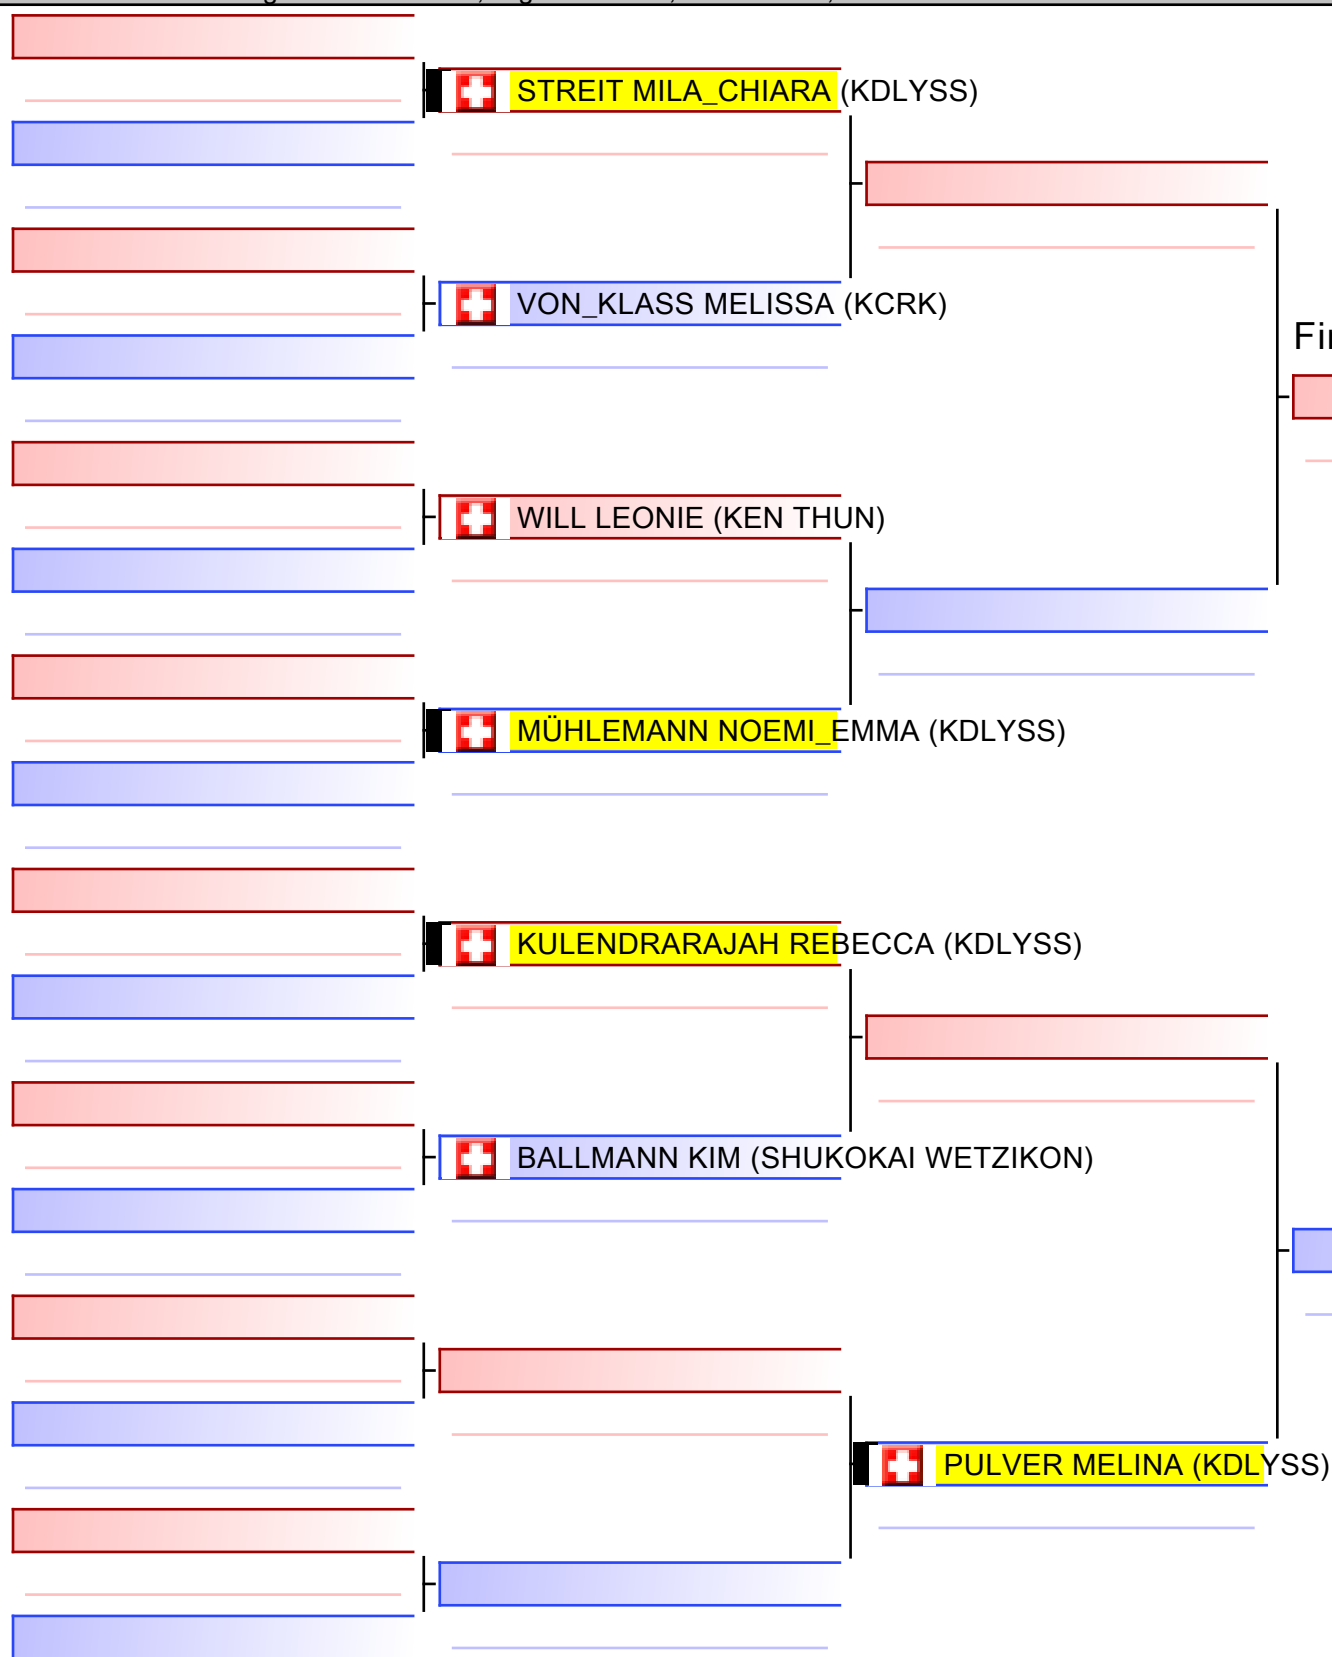 STREIT MILA_CHIARA (KDLYSS)
VON_KLASS MELISSA (KCRK)
WILL LEONIE (KEN THUN)
MÜHLEMANN NOEMI_EMMA (KDLYSS)
KULENDRARAJAH REBECCA (KDLYSS)
BALLMANN KIM (SHUKOKAI WETZIKON)
PULVER MELINA (KDLYSS)